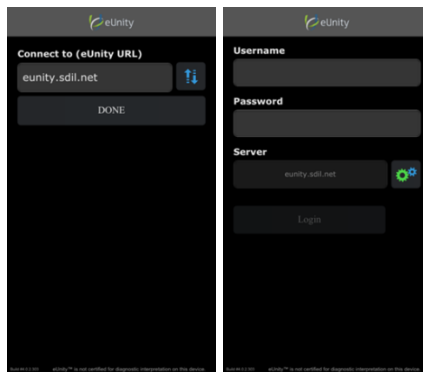 eUnity
Connect to (eUnity URL)
eunity.sdil.net
DONE
eUnity™ is not certified for diagnostic interpretation on this device.
eUnity
Username
Password
Server
eunity.sdil.net
Login
eUnity™ is not certified for diagnostic interpretation on this device.